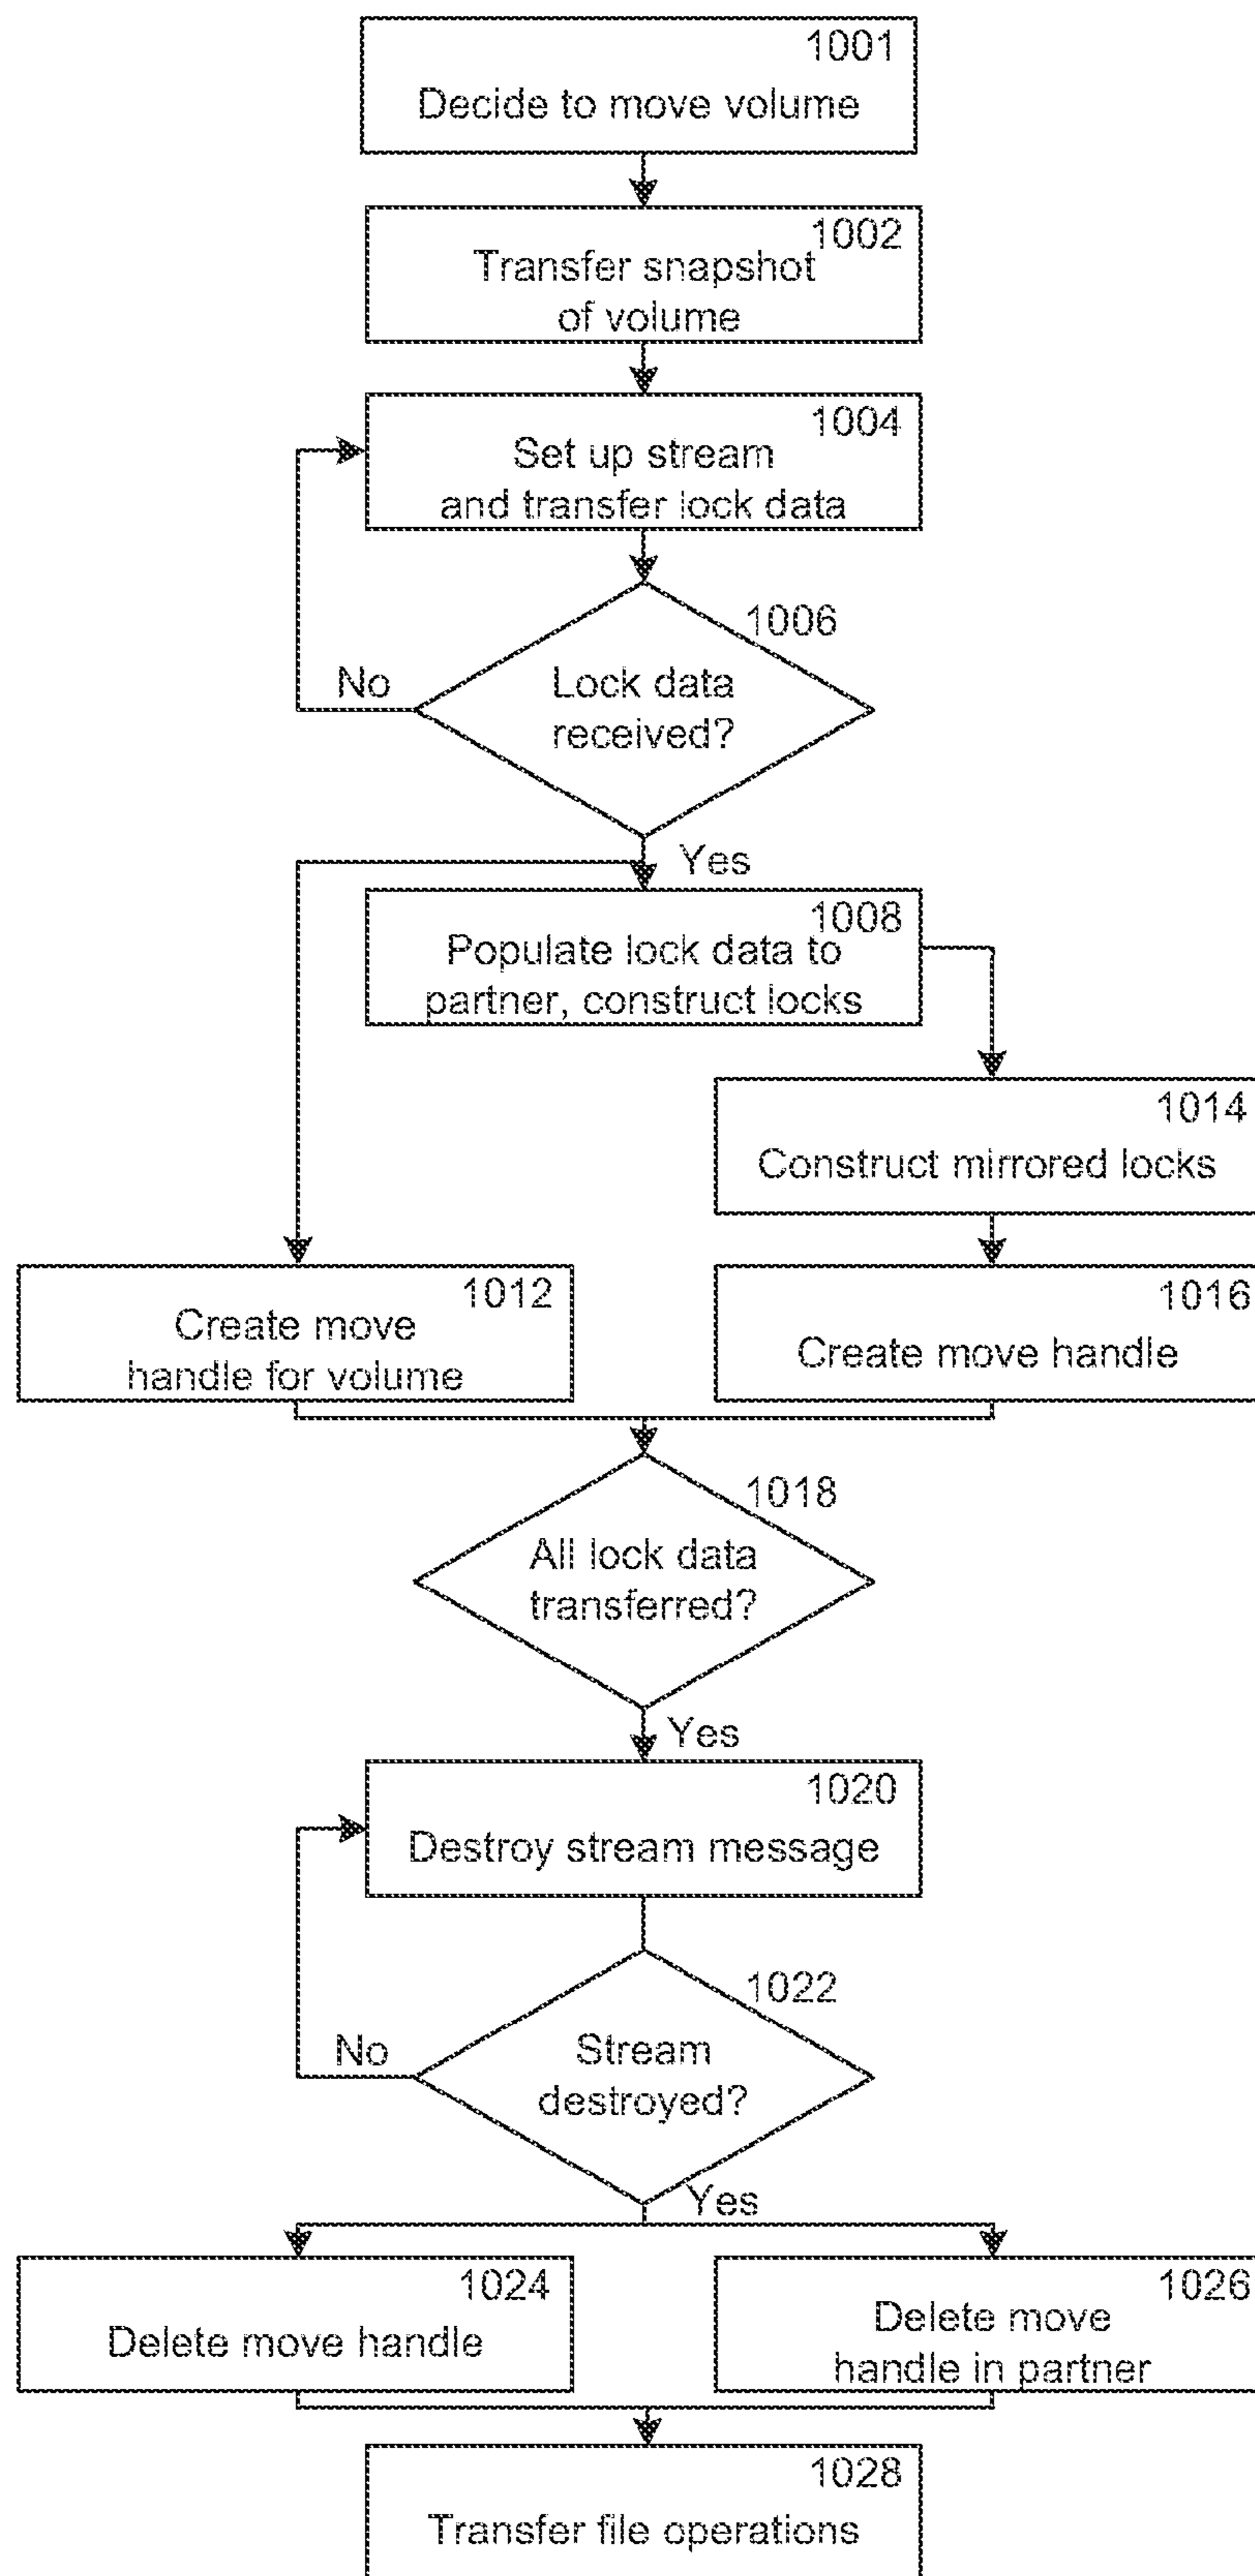 1001
Decide to move volume
1002
Transfer snapshot
of volume
1004
Set up stream
and transfer lock data
1006
Lock data
received?
No
Yes
1008
Populate lock data to
partner, construct locks
1014
Construct mirrored locks
1012
Create move
handle for volume
1016
Create move handle
1018
All lock data
transferred?
Yes
1020
Destroy stream message
1022
Stream
destroyed?
No
Yes
1024
Delete move handle
1026
Delete move
handle in partner
1028
Transfer file operations